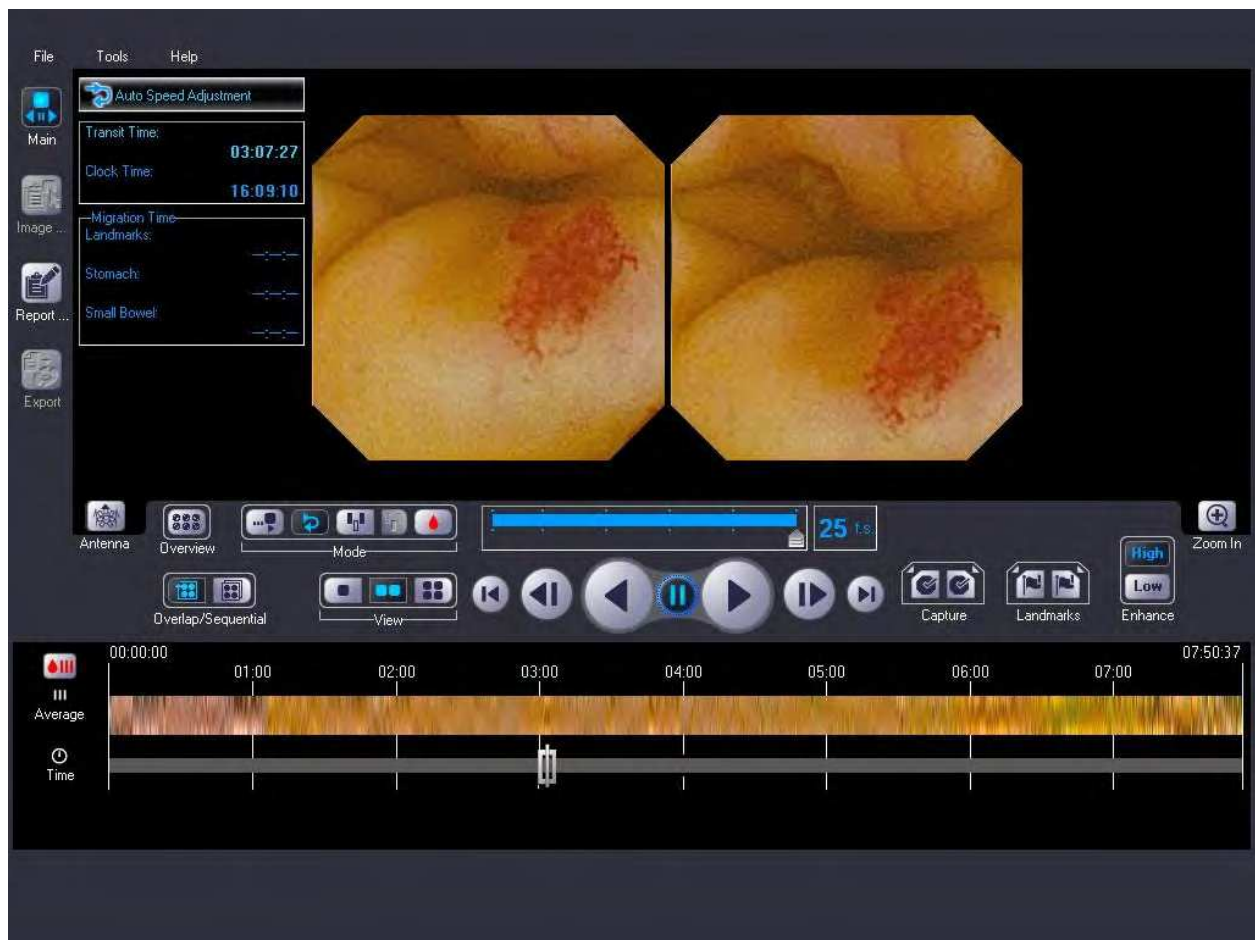 File Tools Help
Auto Speed Adjustment
Main
Transit Time:
03:07:27
Clock Time:
16:09:10
Image ...
Migration Time
Landmarks:
--:--:--
Stomach:
--:--:--
Report ...
Small Bowel:
--:--:--
Export
Antenna
Overview
Mode
25 f.s.
Zoom In
High
Low
Enhance
Overlap/Sequential
View
Capture
Landmarks
00:00:00
07:50:37
01:00 02:00 03:00 04:00 05:00 06:00 07:00
Average
Time